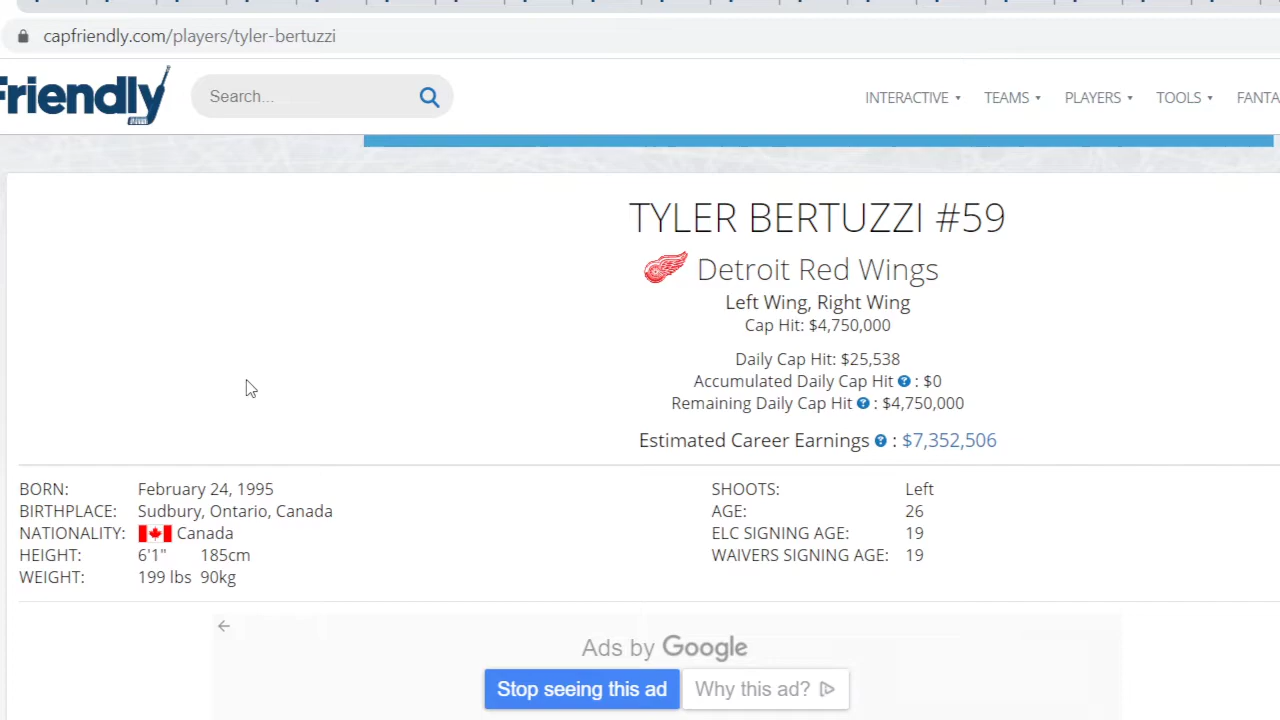 capfriendly.com/players/tyler-bertuzzi
Friendly
Search...
INTERACTIVE
TEAMS
PLAYERS
TOOLS
FANTA
TYLER BERTUZZI #59
Detroit Red Wings
Left Wing, Right Wing
Cap Hit: $4,750,000
Daily Cap Hit: $25,538
Accumulated Daily Cap Hit ? : $0
Remaining Daily Cap Hit ? : $4,750,000
Estimated Career Earnings ? : $7,352,506
BORN: February 24, 1995
BIRTHPLACE: Sudbury, Ontario, Canada
NATIONALITY: Canada
HEIGHT: 6'1" 185cm
WEIGHT: 199 lbs 90kg
SHOOTS: Left
AGE: 26
ELC SIGNING AGE: 19
WAIVERS SIGNING AGE: 19
Ads by Google
Stop seeing this ad
Why this ad?